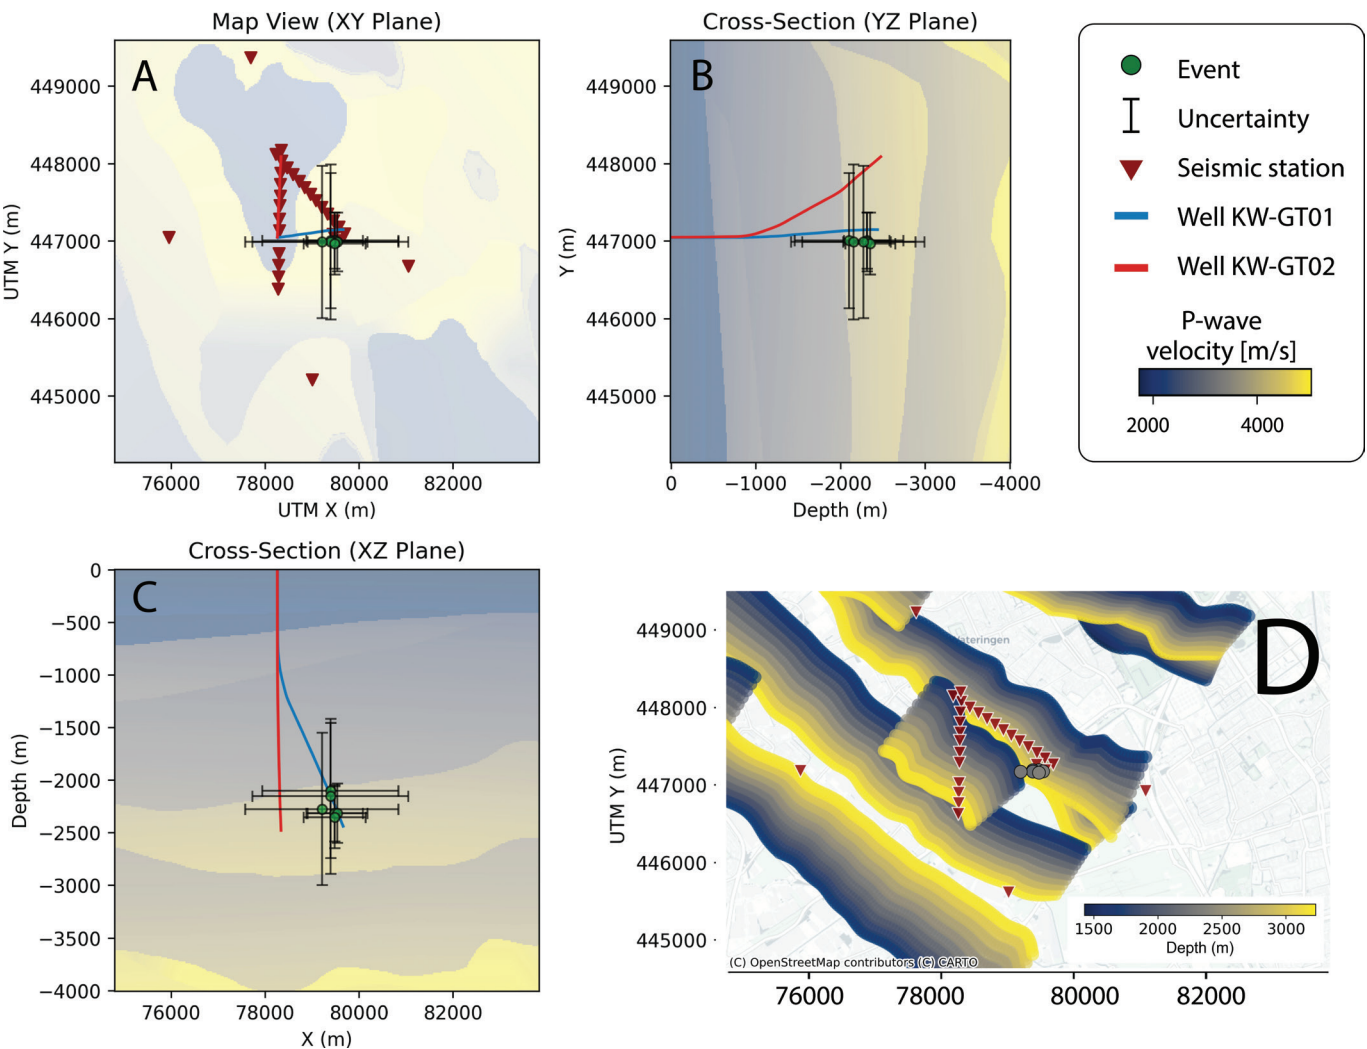 Map View (XY Plane)
A
449000
448000
447000
446000
445000
UTM Y (m)
76000
78000
80000
82000
UTM X (m)
Cross-Section (YZ Plane)
B
449000
448000
447000
446000
445000
Y (m)
0
−1000
−2000
−3000
−4000
Depth (m)
Event
Uncertainty
Seismic station
Well KW-GT01
Well KW-GT02
P-wave
velocity [m/s]
2000
4000
Cross-Section (XZ Plane)
C
0
−500
−1000
−1500
−2000
−2500
−3000
−3500
−4000
Depth (m)
76000
78000
80000
82000
X (m)
D
449000
448000
447000
446000
445000
UTM Y (m)
ateringen
1500
2000
2500
3000
Depth (m)
(C) OpenStreetMap contributors (C) CARTO
76000
78000
80000
82000